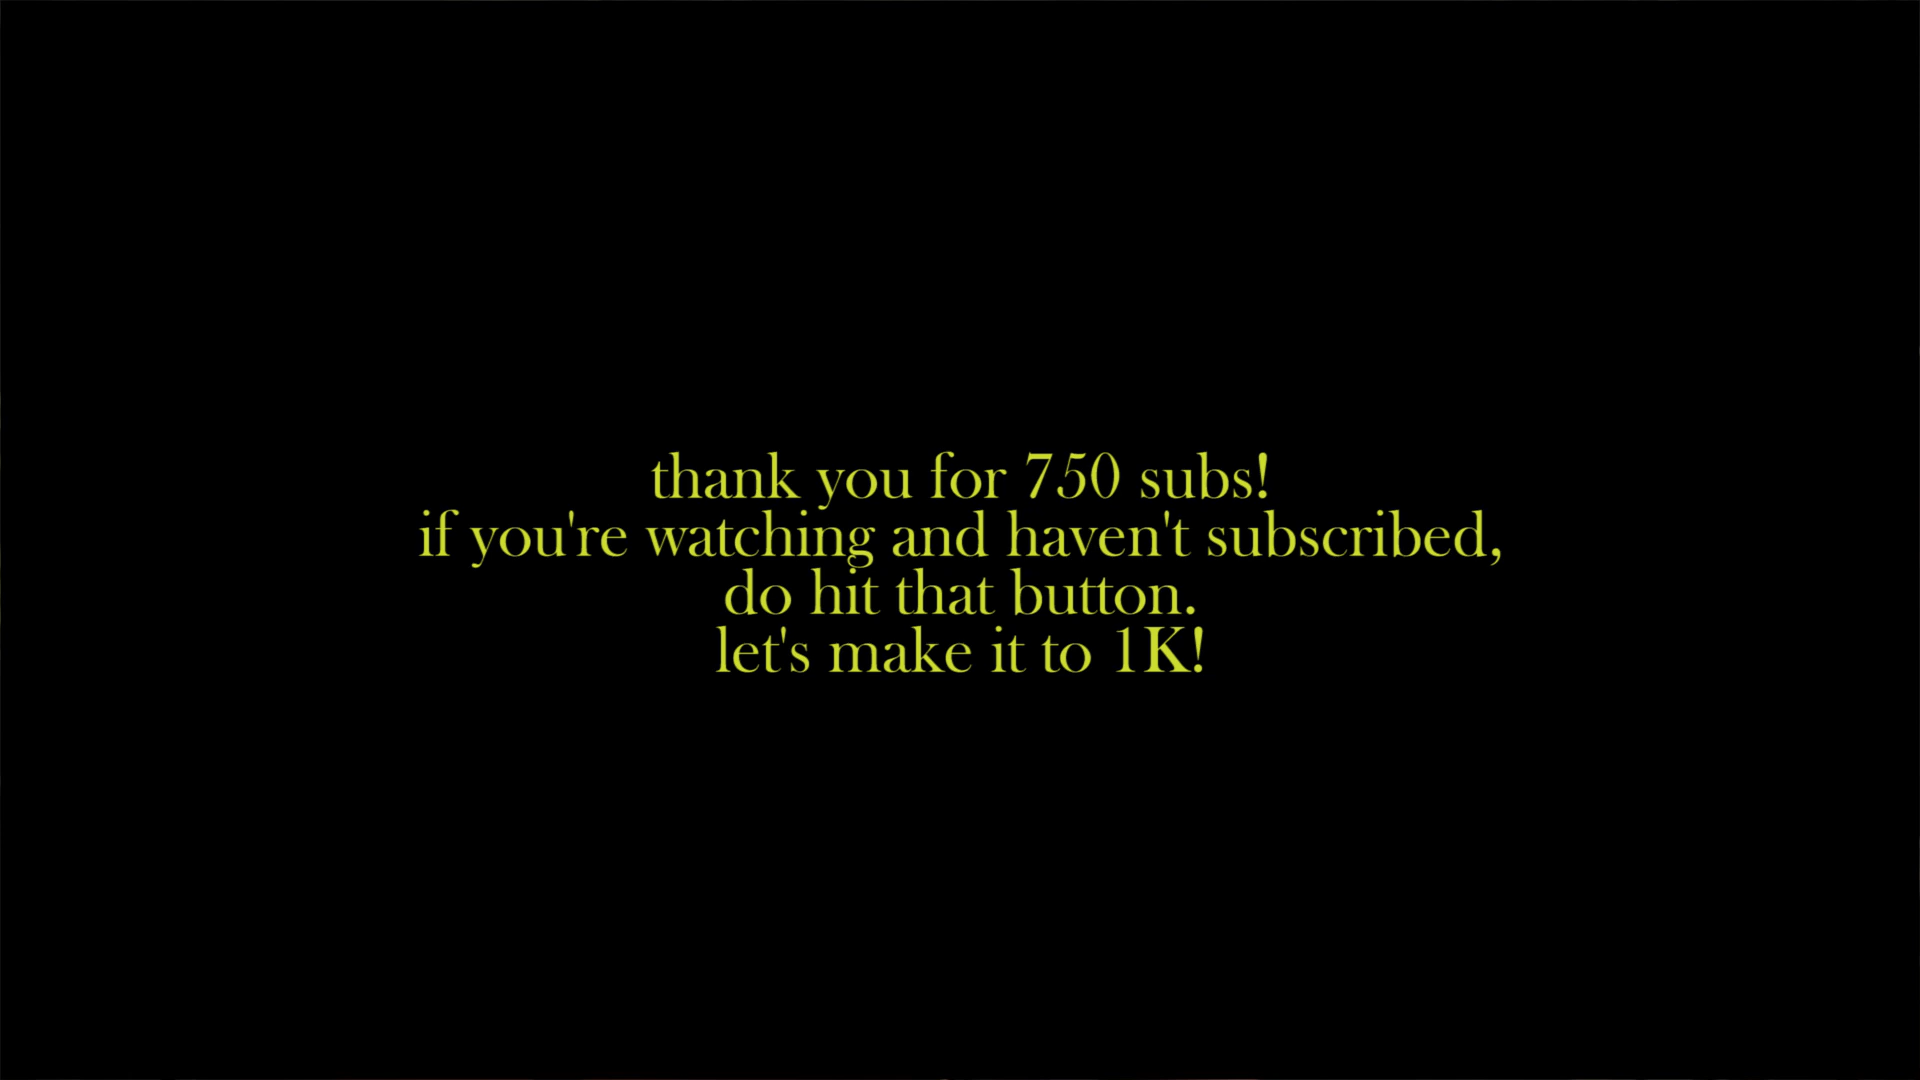 thank you for 750 subs!
if you're watching and haven't subscribed,
do hit that button.
let's make it to 1K!